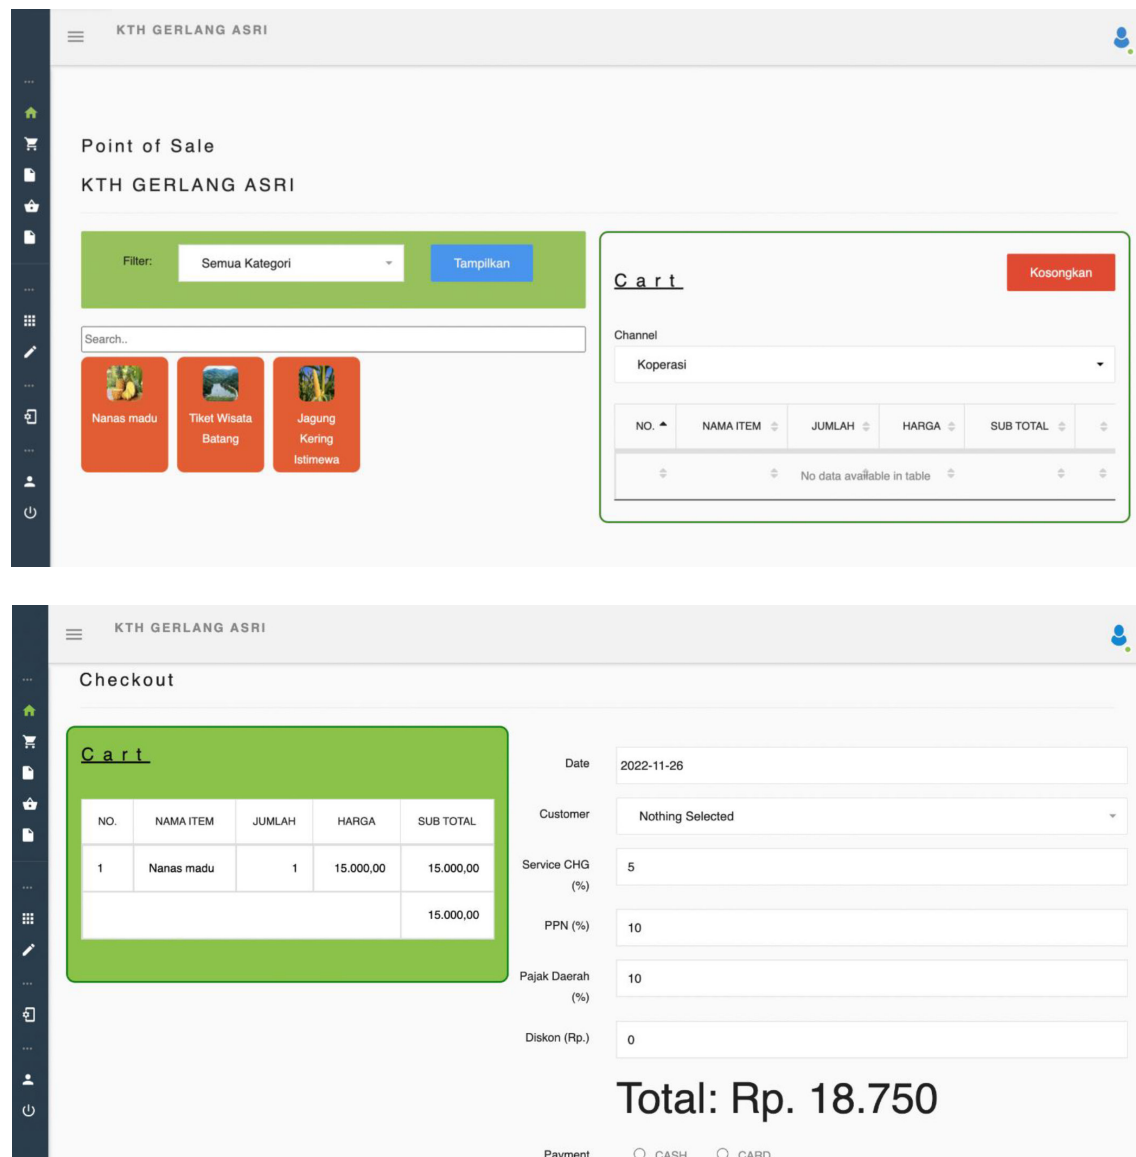 KTH GERLANG ASRI
Point of Sale
KTH GERLANG ASRI
Filter:
Semua Kategori
Tampilkan
Search..
Nanas madu
Tiket Wisata
Batang
Jagung
Kering
Istimewa
Cart
Kosongkan
Channel
Koperasi
NO. NAMA ITEM JUMLAH HARGA SUB TOTAL
No data available in table
KTH GERLANG ASRI
Checkout
Cart
NO. NAMA ITEM JUMLAH HARGA SUB TOTAL
1 Nanas madu 1 15.000,00 15.000,00
15.000,00
Date 2022-11-26
Customer Nothing Selected
Service CHG
(%)
5
PPN (%) 10
Pajak Daerah
(%)
10
Diskon (Rp.) 0
Total: Rp. 18.750
Payment CASH CARD